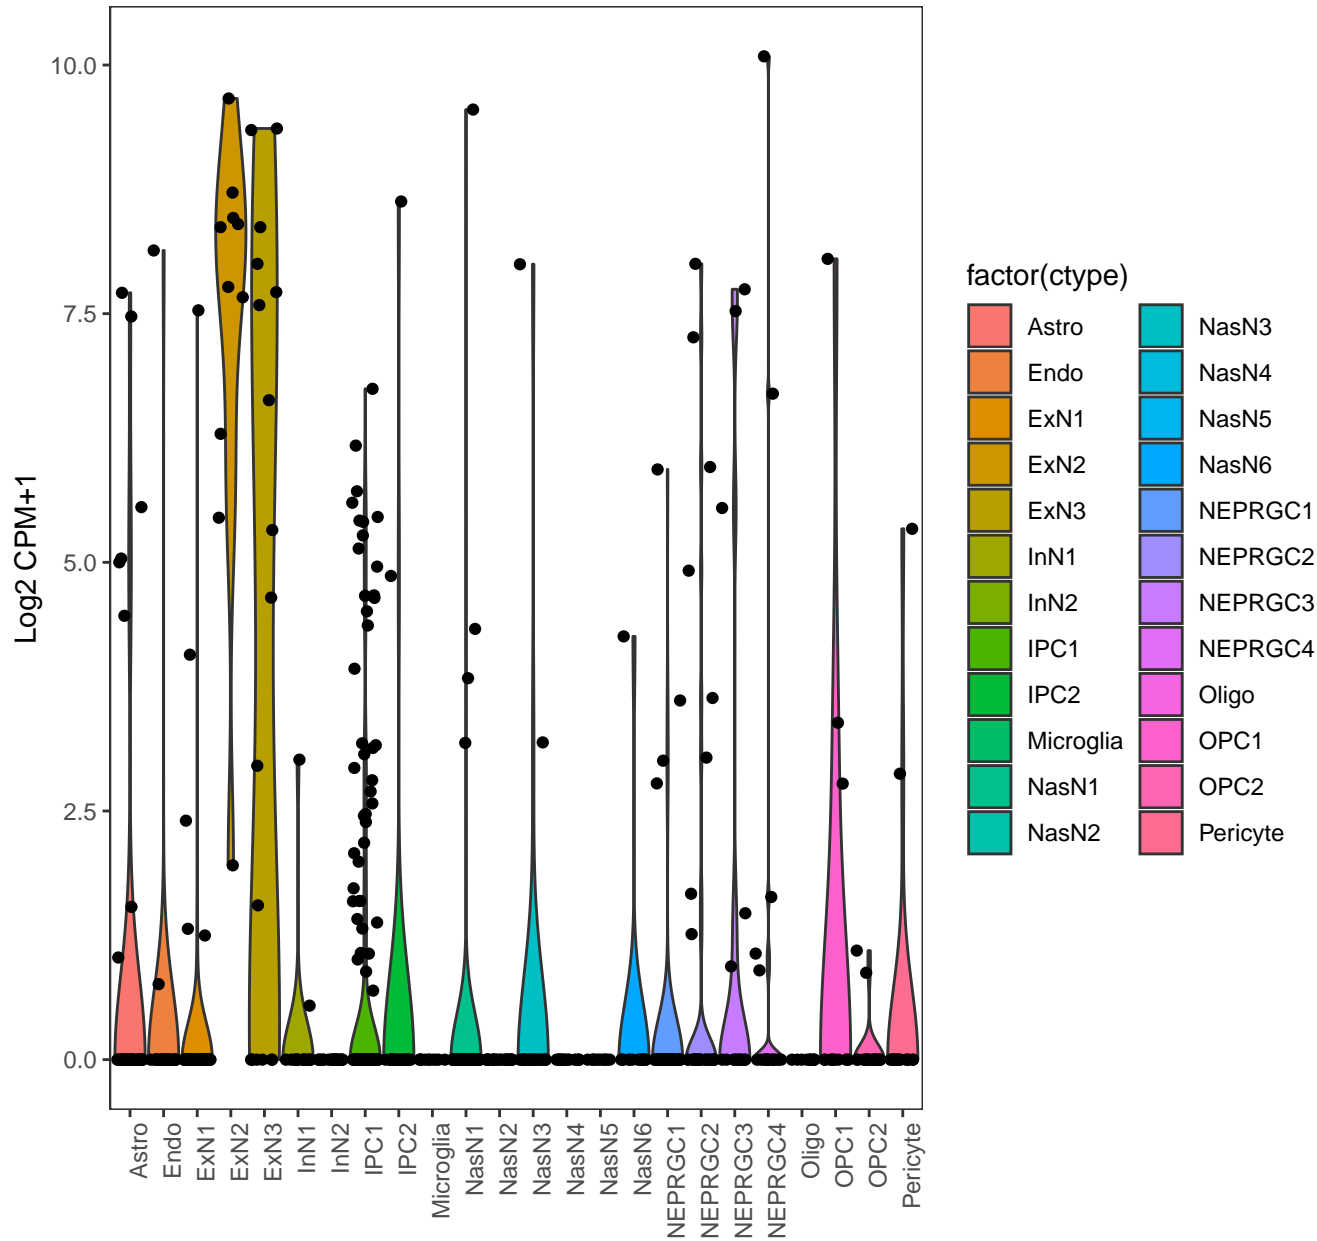 10.0
7.5
5.0
2.5
0.0
Log2 CPM+1
Astro
Endo
ExN1
ExN2
ExN3
InN1
InN2
IPC1
IPC2
Microglia
NasN1
NasN2
NasN3
NasN4
NasN5
NasN6
NEPRGC1
NEPRGC2
NEPRGC3
NEPRGC4
Oligo
OPC1
OPC2
Pericyte
factor(ctype)
Astro
Endo
ExN1
ExN2
ExN3
InN1
InN2
IPC1
IPC2
Microglia
NasN1
NasN2
NasN3
NasN4
NasN5
NasN6
NEPRGC1
NEPRGC2
NEPRGC3
NEPRGC4
Oligo
OPC1
OPC2
Pericyte